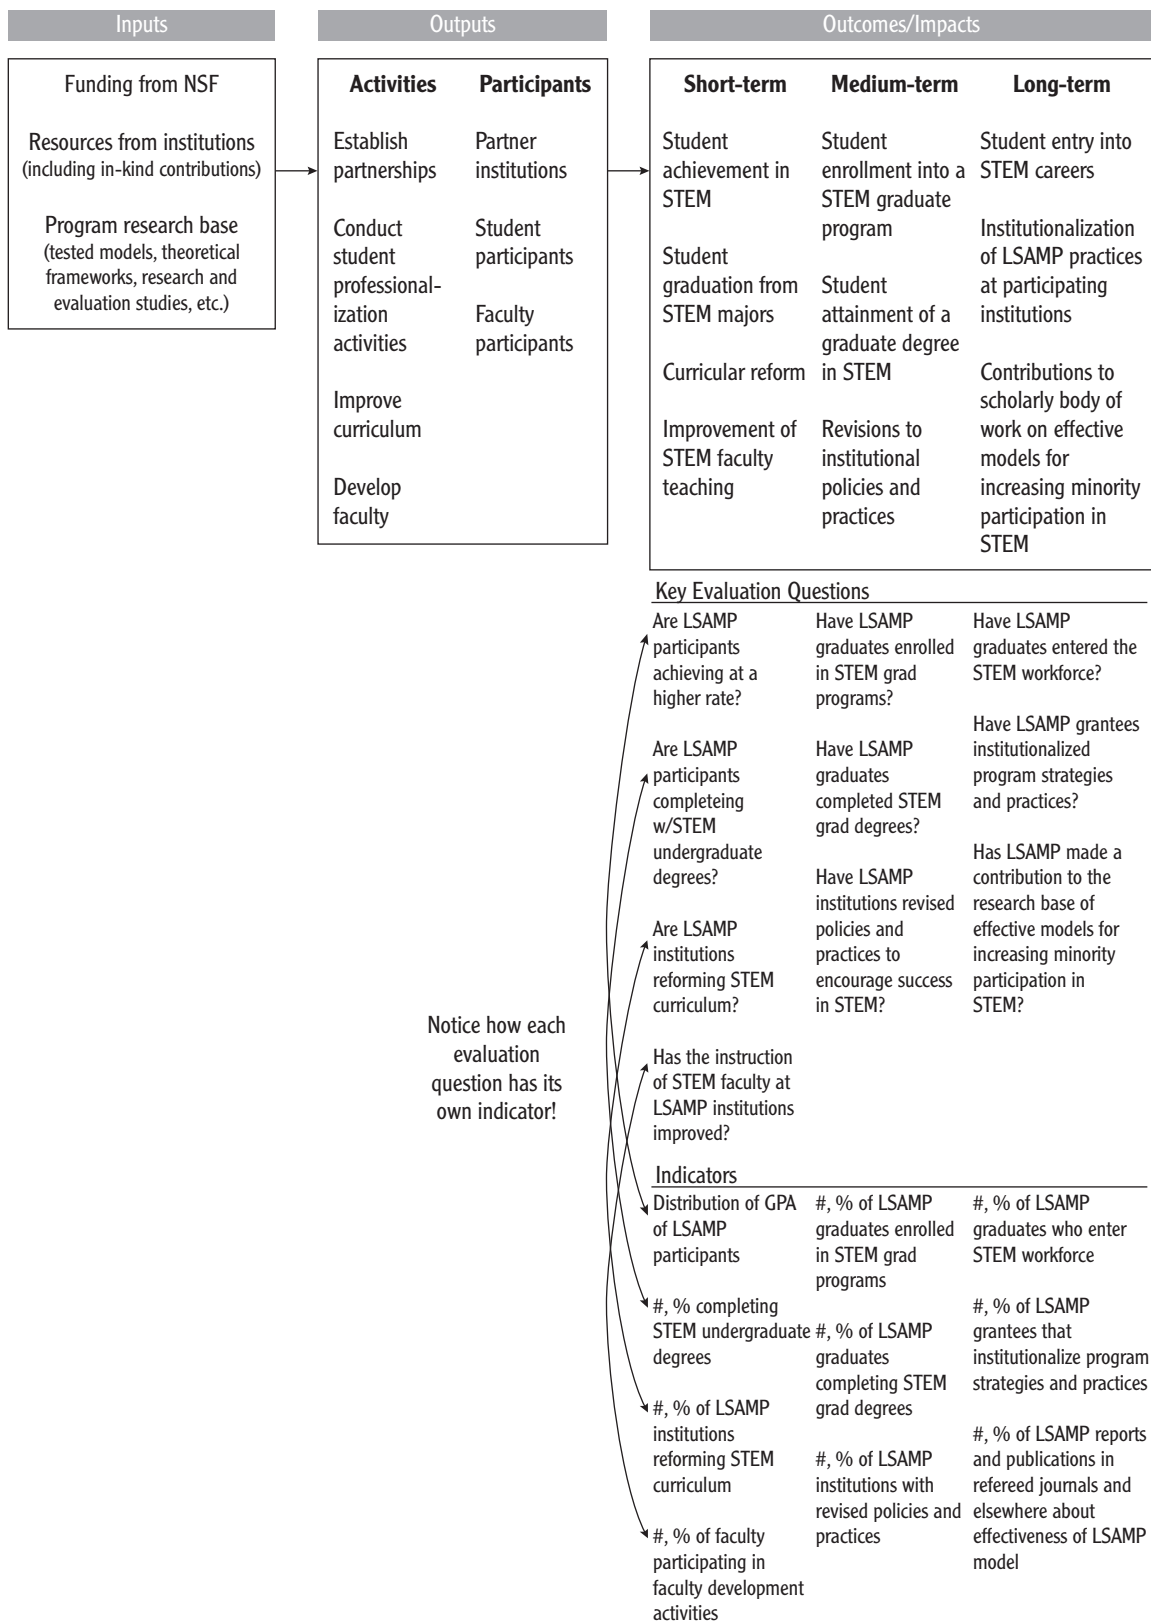 Inputs
Outputs
Outcomes/Impacts
Funding from NSF
Resources from institutions
(including in-kind contributions)
Program research base
(tested models, theoretical
frameworks, research and
evaluation studies, etc.)
Activities
Establish
partnerships
Conduct
student
professional-
ization
activities
Improve
curriculum
Develop
faculty
Participants
Partner
institutions
Student
participants
Faculty
participants
Short-term
Student
achievement in
STEM
Student
graduation from
STEM majors
Curricular reform
Improvement of
STEM faculty
teaching
Medium-term
Student
enrollment into a
STEM graduate
program
Student
attainment of a
graduate degree
in STEM
Revisions to
institutional
policies and
practices
Long-term
Student entry into
STEM careers
Institutionalization
of LSAMP practices
at participating
institutions
Contributions to
scholarly body of
work on effective
models for
increasing minority
participation in
STEM
Key Evaluation Questions
Are LSAMP
participants
achieving at a
higher rate?
Are LSAMP
participants
completeing
w/STEM
undergraduate
degrees?
Are LSAMP
institutions
reforming STEM
curriculum?
Has the instruction
of STEM faculty at
LSAMP institutions
improved?
Have LSAMP
graduates enrolled
in STEM grad
programs?
Have LSAMP
graduates
completed STEM
grad degrees?
Have LSAMP
institutions revised
policies and
practices to
encourage success
in STEM?
Have LSAMP
graduates entered the
STEM workforce?
Have LSAMP grantees
institutionalized
program strategies
and practices?
Has LSAMP made a
contribution to the
research base of
effective models for
increasing minority
participation in
STEM?
Notice how each
evaluation
question has its
own indicator!
Indicators
Distribution of GPA
of LSAMP
participants
#, % completing
STEM undergraduate
degrees
#, % of LSAMP
institutions
reforming STEM
curriculum
#, % of faculty
participating in
faculty development
activities
#, % of LSAMP
graduates enrolled
in STEM grad
programs
#, % of LSAMP
graduates
completing STEM
grad degrees
#, % of LSAMP
institutions with
revised policies and
practices
#, % of LSAMP
graduates who enter
STEM workforce
#, % of LSAMP
grantees that
institutionalize program
strategies and practices
#, % of LSAMP reports
and publications in
refereed journals and
elsewhere about
effectiveness of LSAMP
model